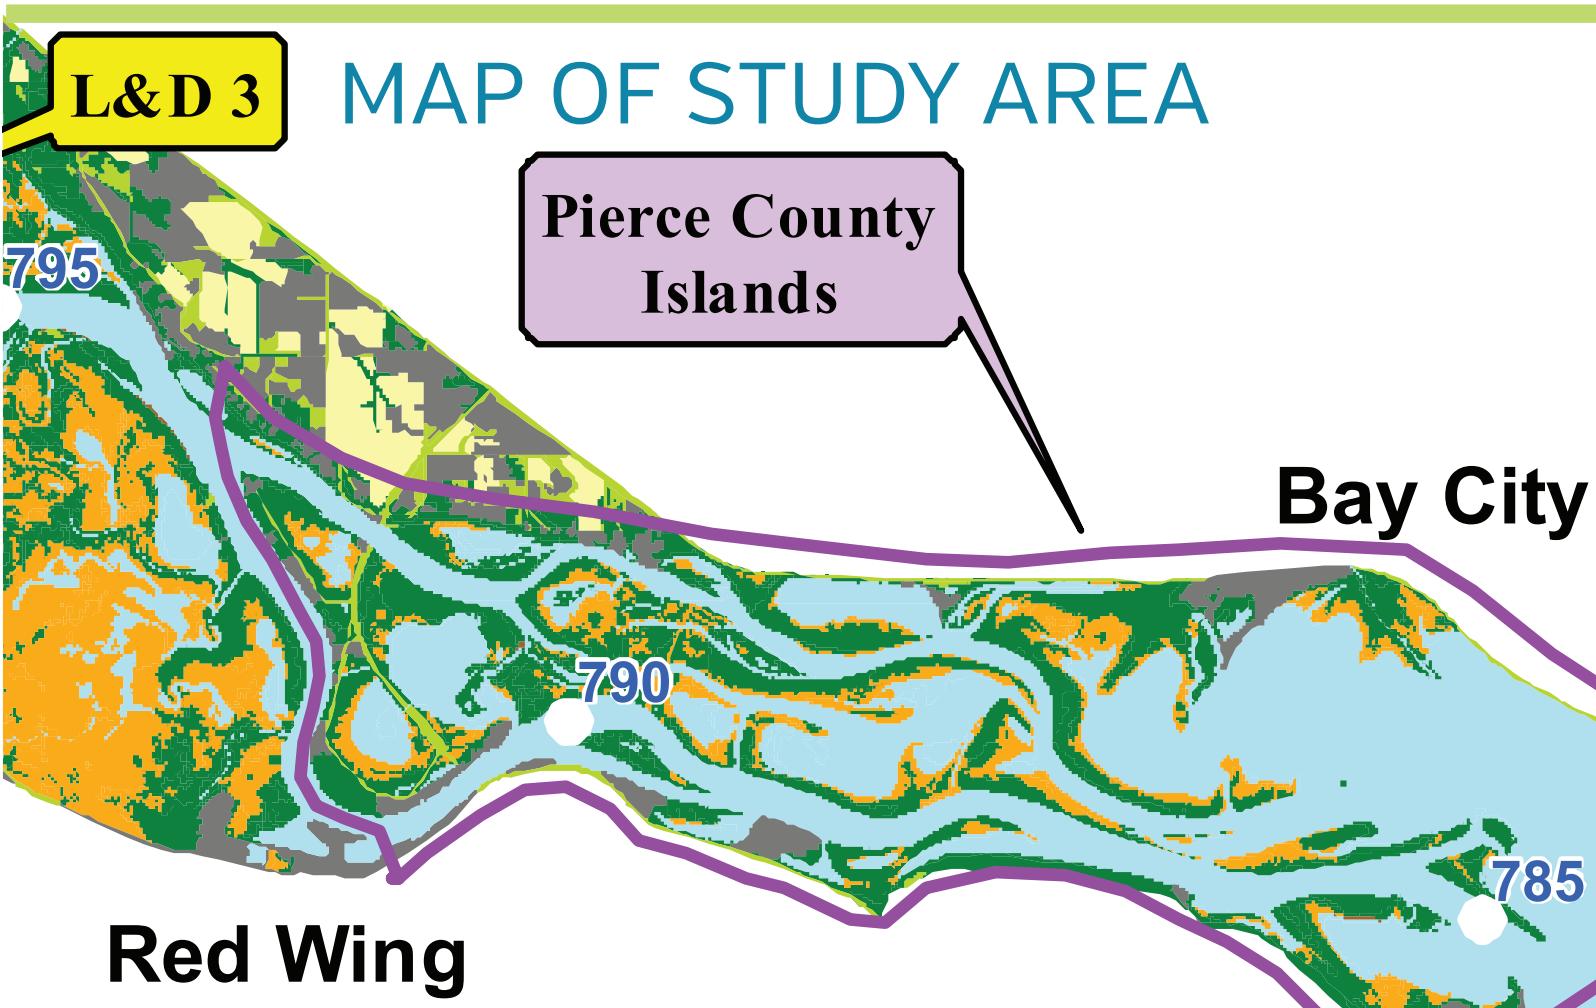 L&D 3
MAP OF STUDY AREA
Pierce County
Islands
795
Bay City
790
785
Red Wing